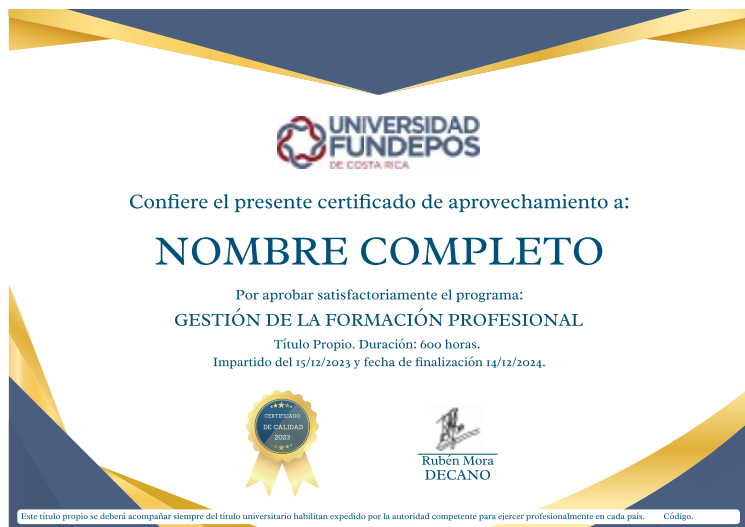 UNIVERSIDAD
FUNDEPOS
DE COSTA RICA
Confiere el presente certificado de aprovechamiento a:
NOMBRE COMPLETO
Por aprobar satisfactoriamente el programa:
GESTIÓN DE LA FORMACIÓN PROFESIONAL
Título Propio. Duración: 600 horas.
Impartido del 15/12/2023 y fecha de finalización 14/12/2024.
CERTIFICADO
DE CALIDAD
2023
Rubén Mora
DECANO
Este título propio se deberá acompañar siempre del título universitario habilitan expedido por la autoridad competente para ejercer profesionalmente en cada país. Código.